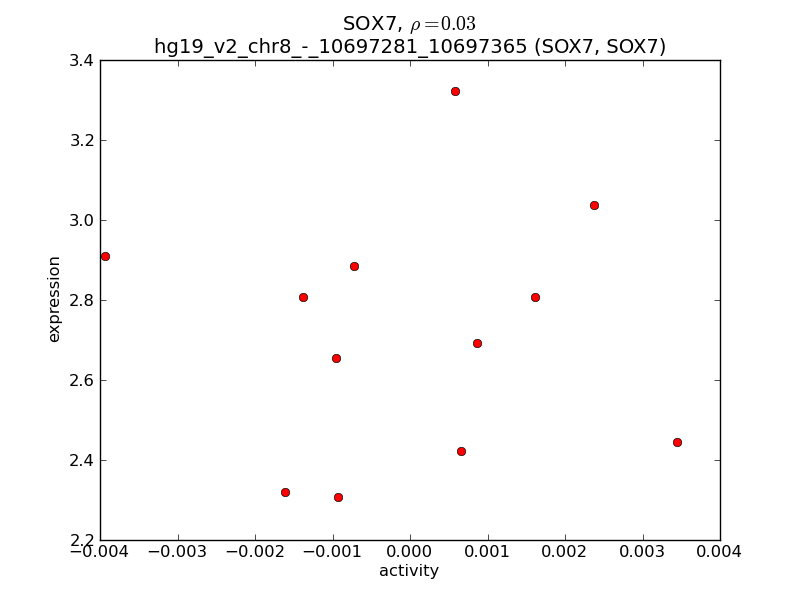 SOX7, ρ=0.03
hg19_v2_chr8_-_10697281_10697365 (SOX7, SOX7)
3.4
3.2
3.0
2.8
2.6
2.4
2.2
expression
−0.004 −0.003 −0.002 −0.001 0.000 0.001 0.002 0.003 0.004
activity